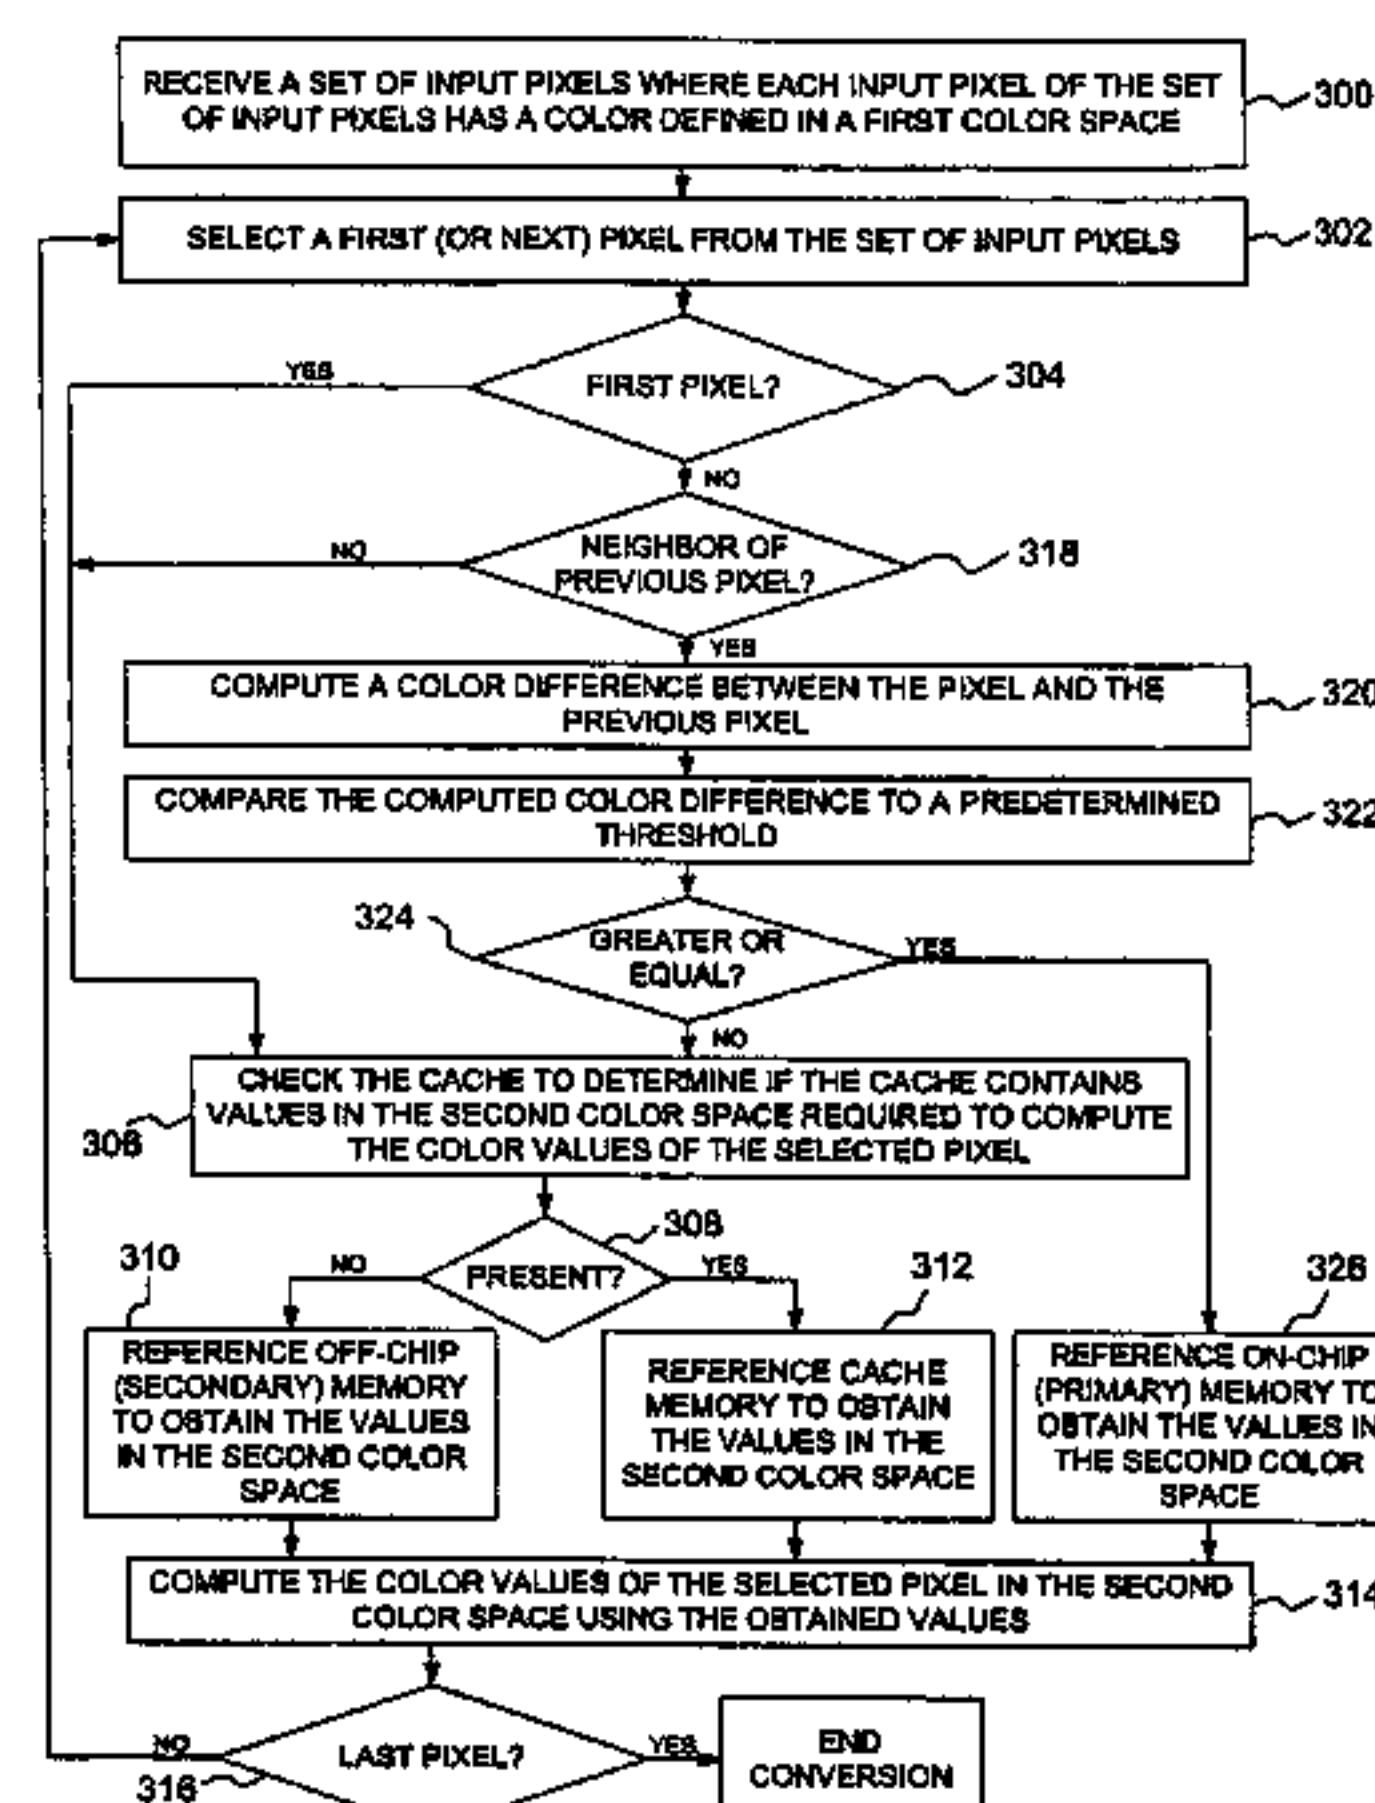 RECEIVE A SET OF INPUT PIXELS WHERE EACH INPUT PIXEL OF THE SET
OF INPUT PIXELS HAS A COLOR DEFINED IN A FIRST COLOR SPACE
300
SELECT A FIRST (OR NEXT) PIXEL FROM THE SET OF INPUT PIXELS
302
YES
FIRST PIXEL?
304
NO
NO
NEIGHBOR OF
PREVIOUS PIXEL?
318
YES
COMPUTE A COLOR DIFFERENCE BETWEEN THE PIXEL AND THE
PREVIOUS PIXEL
320
COMPARE THE COMPUTED COLOR DIFFERENCE TO A PREDETERMINED
THRESHOLD
322
324
GREATER OR
EQUAL?
YES
NO
CHECK THE CACHE TO DETERMINE IF THE CACHE CONTAINS
VALUES IN THE SECOND COLOR SPACE REQUIRED TO COMPUTE
THE COLOR VALUES OF THE SELECTED PIXEL
306
308
310
NO
PRESENT?
YES
312
326
REFERENCE OFF-CHIP
(SECONDARY) MEMORY
TO OBTAIN THE VALUES
IN THE SECOND COLOR
SPACE
REFERENCE CACHE
MEMORY TO OBTAIN
THE VALUES IN THE
SECOND COLOR SPACE
REFERENCE ON-CHIP
(PRIMARY) MEMORY TO
OBTAIN THE VALUES IN
THE SECOND COLOR
SPACE
COMPUTE THE COLOR VALUES OF THE SELECTED PIXEL IN THE SECOND
COLOR SPACE USING THE OBTAINED VALUES
314
NO
LAST PIXEL?
YES
316
END
CONVERSION